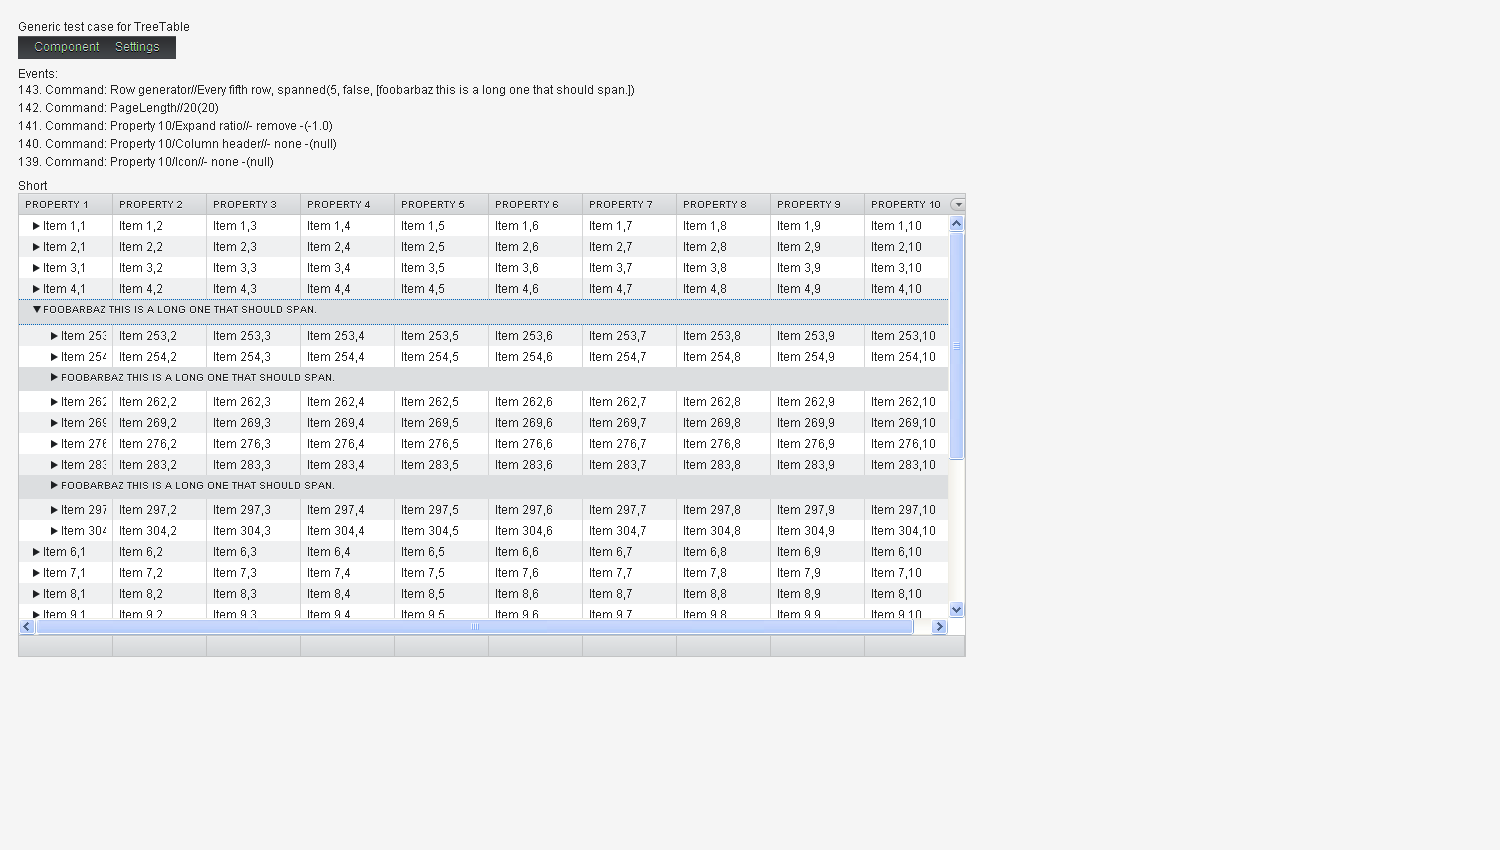 Generic test case for TreeTable
Component Settings
Events:
143. Command: Row generator//Every fifth row, spanned(5, false, [foobarbaz this is a long one that should span.])
142. Command: PageLength//20(20)
141. Command: Property 10/Expand ratio//- remove -(-1.0)
140. Command: Property 10/Column header//- none -(null)
139. Command: Property 10/Icon//- none -(null)
Short
PROPERTY 1 PROPERTY 2 PROPERTY 3 PROPERTY 4 PROPERTY 5 PROPERTY 6 PROPERTY 7 PROPERTY 8 PROPERTY 9 PROPERTY 10
Item 1,1 Item 1,2 Item 1,3 Item 1,4 Item 1,5 Item 1,6 Item 1,7 Item 1,8 Item 1,9 Item 1,10
Item 2,1 Item 2,2 Item 2,3 Item 2,4 Item 2,5 Item 2,6 Item 2,7 Item 2,8 Item 2,9 Item 2,10
Item 3,1 Item 3,2 Item 3,3 Item 3,4 Item 3,5 Item 3,6 Item 3,7 Item 3,8 Item 3,9 Item 3,10
Item 4,1 Item 4,2 Item 4,3 Item 4,4 Item 4,5 Item 4,6 Item 4,7 Item 4,8 Item 4,9 Item 4,10
FOOBARBAZ THIS IS A LONG ONE THAT SHOULD SPAN.
Item 253 Item 253,2 Item 253,3 Item 253,4 Item 253,5 Item 253,6 Item 253,7 Item 253,8 Item 253,9 Item 253,10
Item 254 Item 254,2 Item 254,3 Item 254,4 Item 254,5 Item 254,6 Item 254,7 Item 254,8 Item 254,9 Item 254,10
FOOBARBAZ THIS IS A LONG ONE THAT SHOULD SPAN.
Item 262 Item 262,2 Item 262,3 Item 262,4 Item 262,5 Item 262,6 Item 262,7 Item 262,8 Item 262,9 Item 262,10
Item 269 Item 269,2 Item 269,3 Item 269,4 Item 269,5 Item 269,6 Item 269,7 Item 269,8 Item 269,9 Item 269,10
Item 276 Item 276,2 Item 276,3 Item 276,4 Item 276,5 Item 276,6 Item 276,7 Item 276,8 Item 276,9 Item 276,10
Item 283 Item 283,2 Item 283,3 Item 283,4 Item 283,5 Item 283,6 Item 283,7 Item 283,8 Item 283,9 Item 283,10
FOOBARBAZ THIS IS A LONG ONE THAT SHOULD SPAN.
Item 297 Item 297,2 Item 297,3 Item 297,4 Item 297,5 Item 297,6 Item 297,7 Item 297,8 Item 297,9 Item 297,10
Item 304 Item 304,2 Item 304,3 Item 304,4 Item 304,5 Item 304,6 Item 304,7 Item 304,8 Item 304,9 Item 304,10
Item 6,1 Item 6,2 Item 6,3 Item 6,4 Item 6,5 Item 6,6 Item 6,7 Item 6,8 Item 6,9 Item 6,10
Item 7,1 Item 7,2 Item 7,3 Item 7,4 Item 7,5 Item 7,6 Item 7,7 Item 7,8 Item 7,9 Item 7,10
Item 8,1 Item 8,2 Item 8,3 Item 8,4 Item 8,5 Item 8,6 Item 8,7 Item 8,8 Item 8,9 Item 8,10
Item 9,1 Item 9,2 Item 9,3 Item 9,4 Item 9,5 Item 9,6 Item 9,7 Item 9,8 Item 9,9 Item 9,10